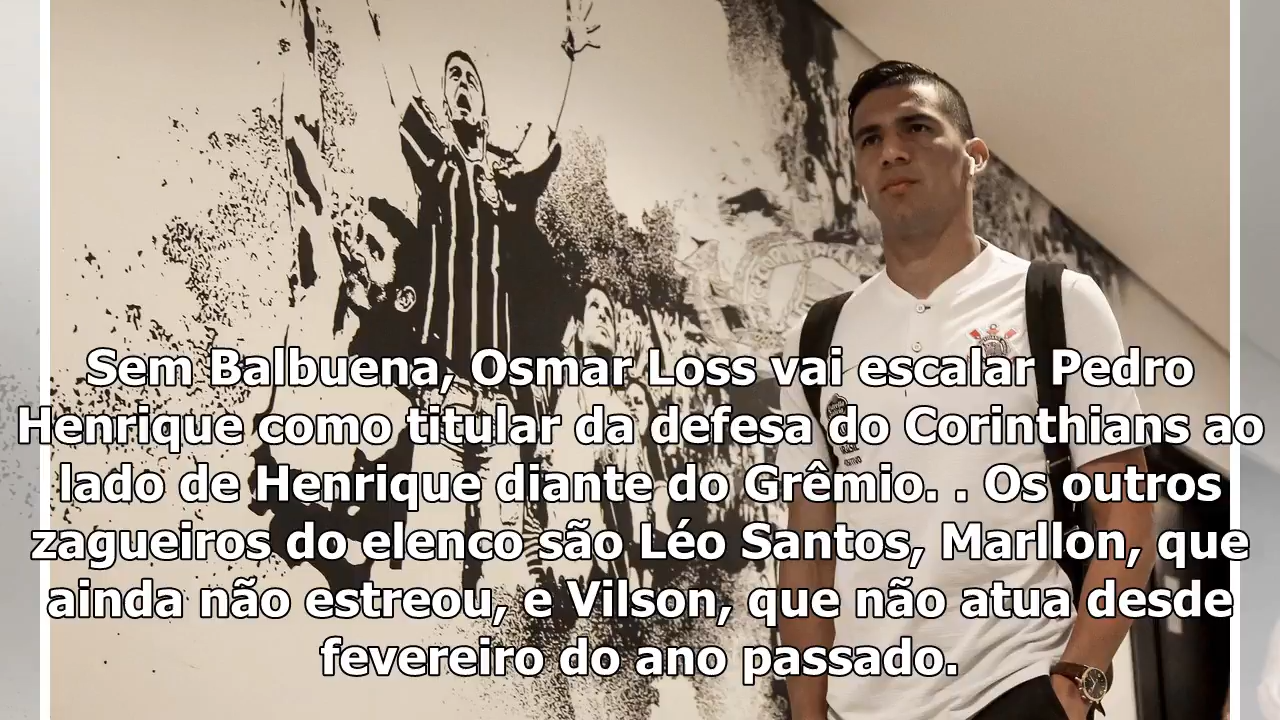 Sem Balbuena, Osmar Loss vai escalar Pedro
Henrique como titular da defesa do Corinthians ao
lado de Henrique diante do Grêmio. . Os outros
zagueiros do elenco são Léo Santos, Marllon, que
ainda não estreou, e Vilson, que não atua desde
fevereiro do ano passado.